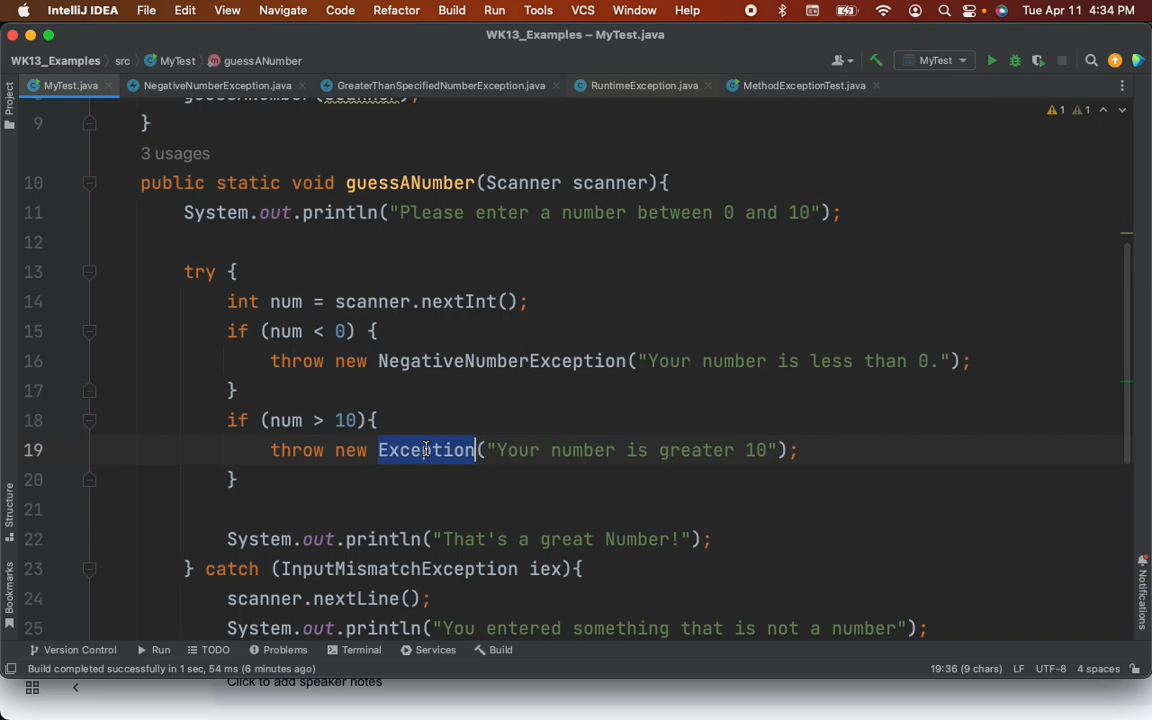 IntelliJ IDEA File Edit View Navigate Code Refactor Build Run Tools VCS Window Help Tue Apr 11 4:34 PM
WK13_Examples – MyTest.java
WK13_Examples src MyTest guessANumber MyTest
Project MyTest.java NegativeNumberException.java GreaterThanSpecifiedNumberException.java RuntimeException.java MethodExceptionTest.java
1 1
9 }
3 usages
10 public static void guessANumber(Scanner scanner){
11 System.out.println("Please enter a number between 0 and 10");
12
13 try {
14 int num = scanner.nextInt();
15 if (num < 0) {
16 throw new NegativeNumberException("Your number is less than 0.");
17 }
18 if (num > 10){
19 throw new Exception("Your number is greater 10");
20 }
21
22 System.out.println("That's a great Number!");
23 } catch (InputMismatchException iex){
24 scanner.nextLine();
25 System.out.println("You entered something that is not a number");
Structure
Bookmarks
Notifications
Version Control Run TODO Problems Terminal Services Build
Build completed successfully in 1 sec, 54 ms (6 minutes ago) 19:36 (9 chars) LF UTF-8 4 spaces
Click to add speaker notes